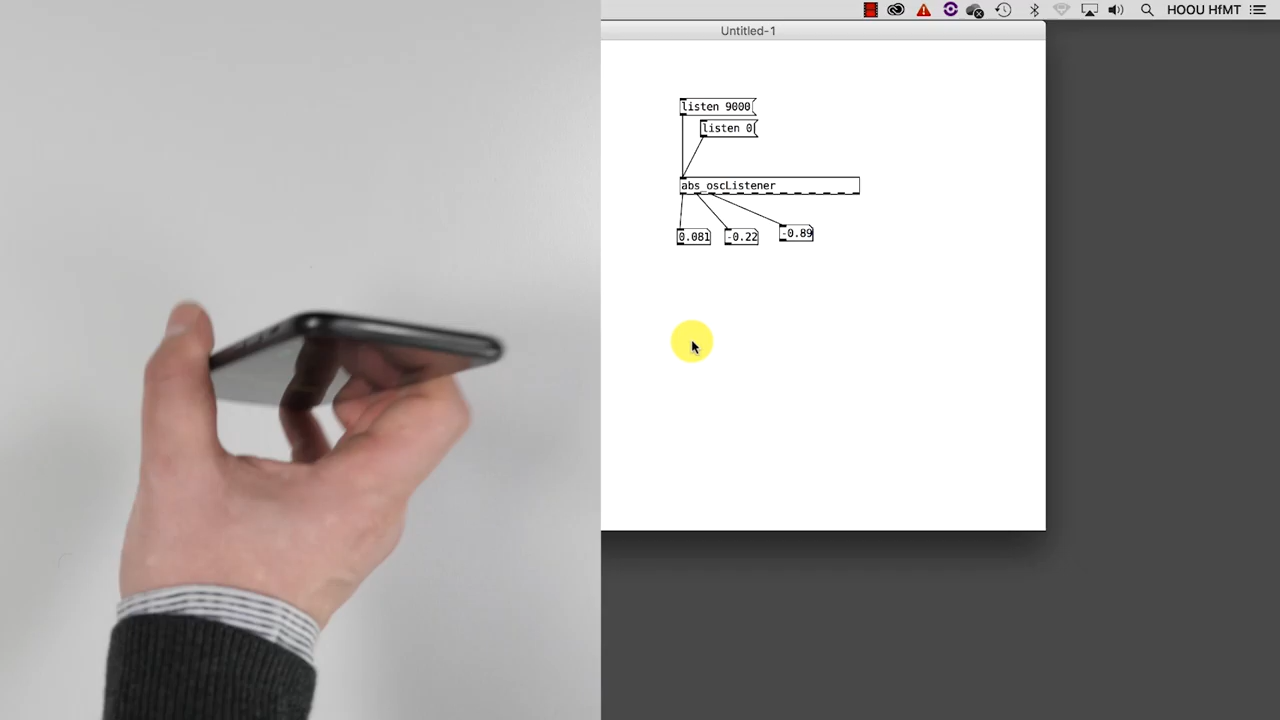 HOOU HfMT
Untitled-1
listen 9000
listen 0
abs_oscListener
0.081
-0.22
-0.89